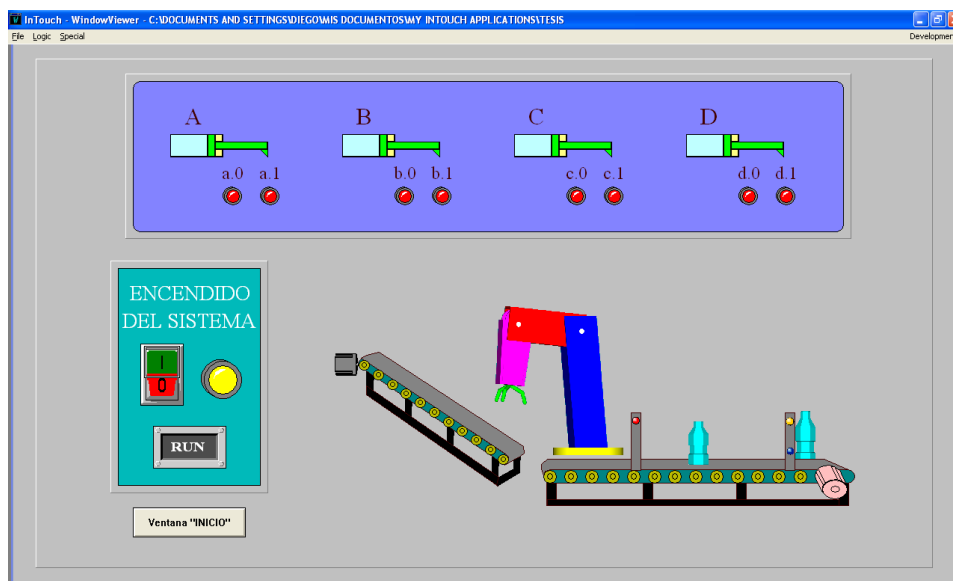 InTouch - WindowViewer - C:\DOCUMENTS AND SETTINGS\DIEGO\MIS DOCUMENTOS\MY INTOUCH APPLICATIONS\TESIS
File Logic Special
Developmen
A B C D
a.0 a.1 b.0 b.1 c.0 c.1 d.0 d.1
ENCENDIDO
DEL SISTEMA
I
0
RUN
Ventana "INICIO"